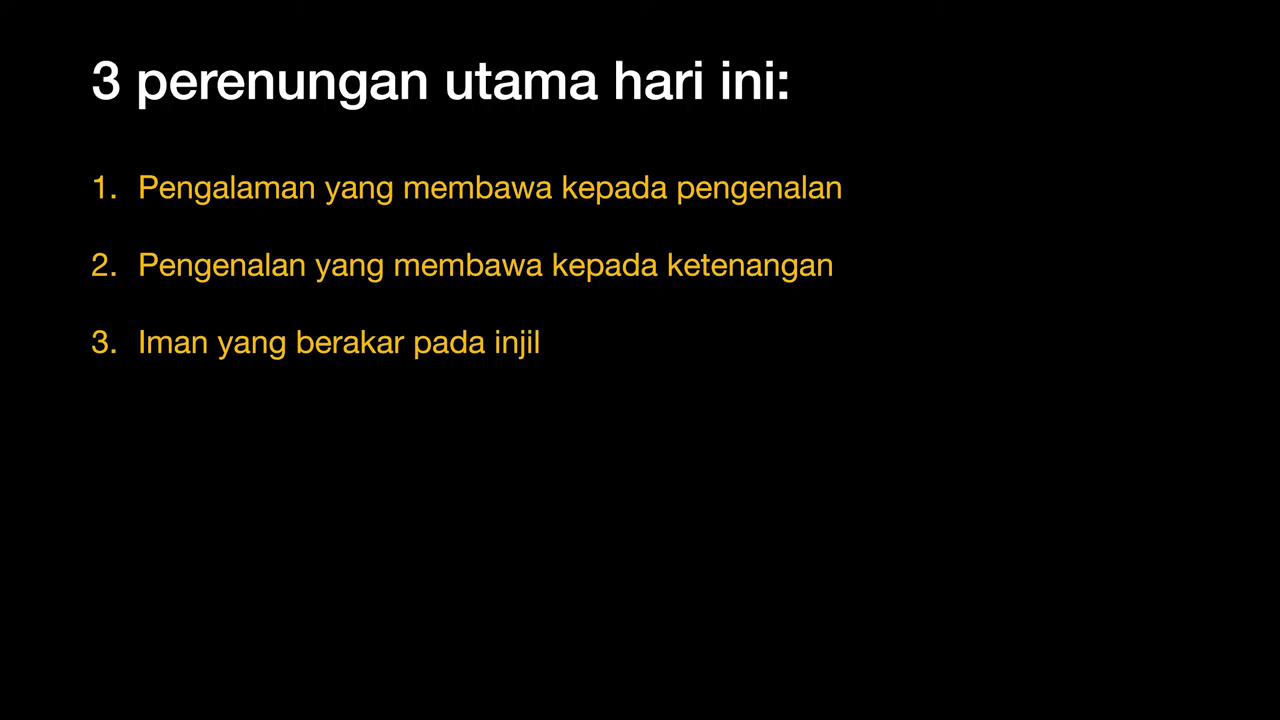 3 perenungan utama hari ini:
1. Pengalaman yang membawa kepada pengenalan
2. Pengenalan yang membawa kepada ketenangan
3. Iman yang berakar pada injil